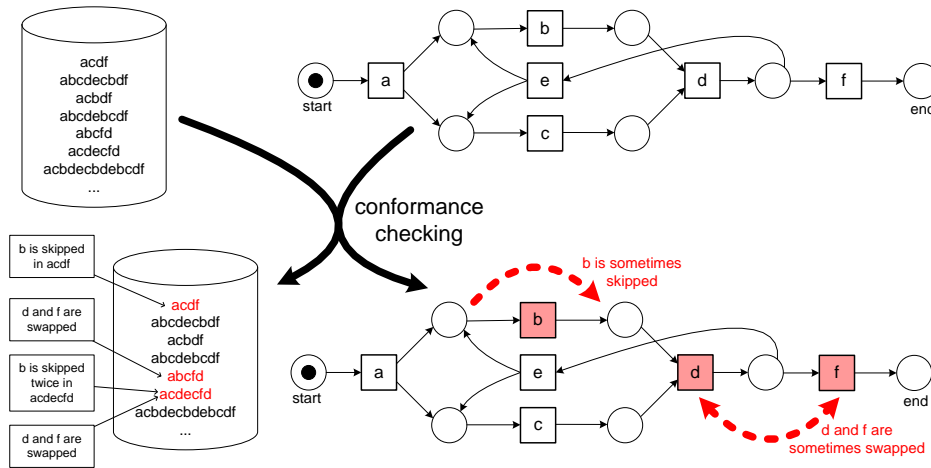 acdf
abcdecbdf
acbdf
abcdebcdf
abcfd
acdecfd
acbdecbdebcdf
...
start
a
b
e
c
d
f
end
conformance
checking
b is skipped
in acdf
d and f are
swapped
b is skipped
twice in
acdecfd
d and f are
swapped
acdf
abcdecbdf
acbdf
abcdebcdf
abcfd
acdecfd
acbdecbdebcdf
...
b is sometimes
skipped
start
a
b
e
c
d
f
end
d and f are
sometimes swapped